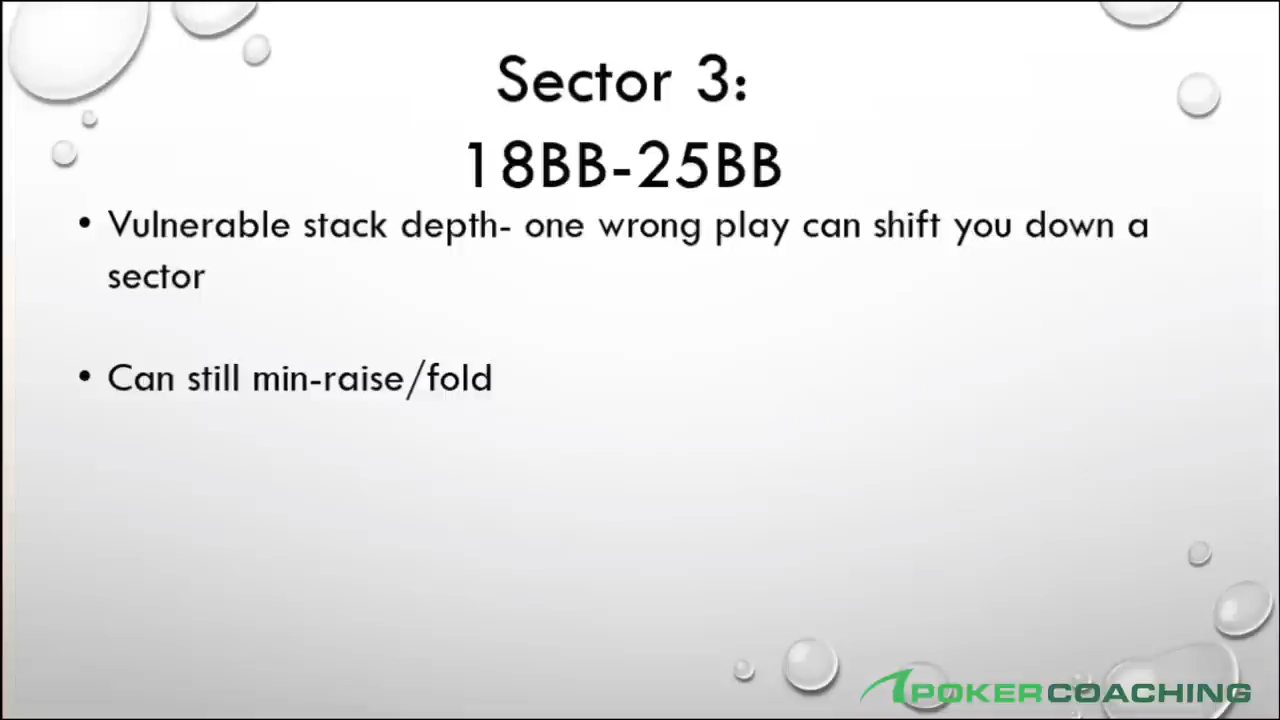 Sector 3:
18BB-25BB
• Vulnerable stack depth- one wrong play can shift you down a
sector
• Can still min-raise/fold
POKERCOACHING